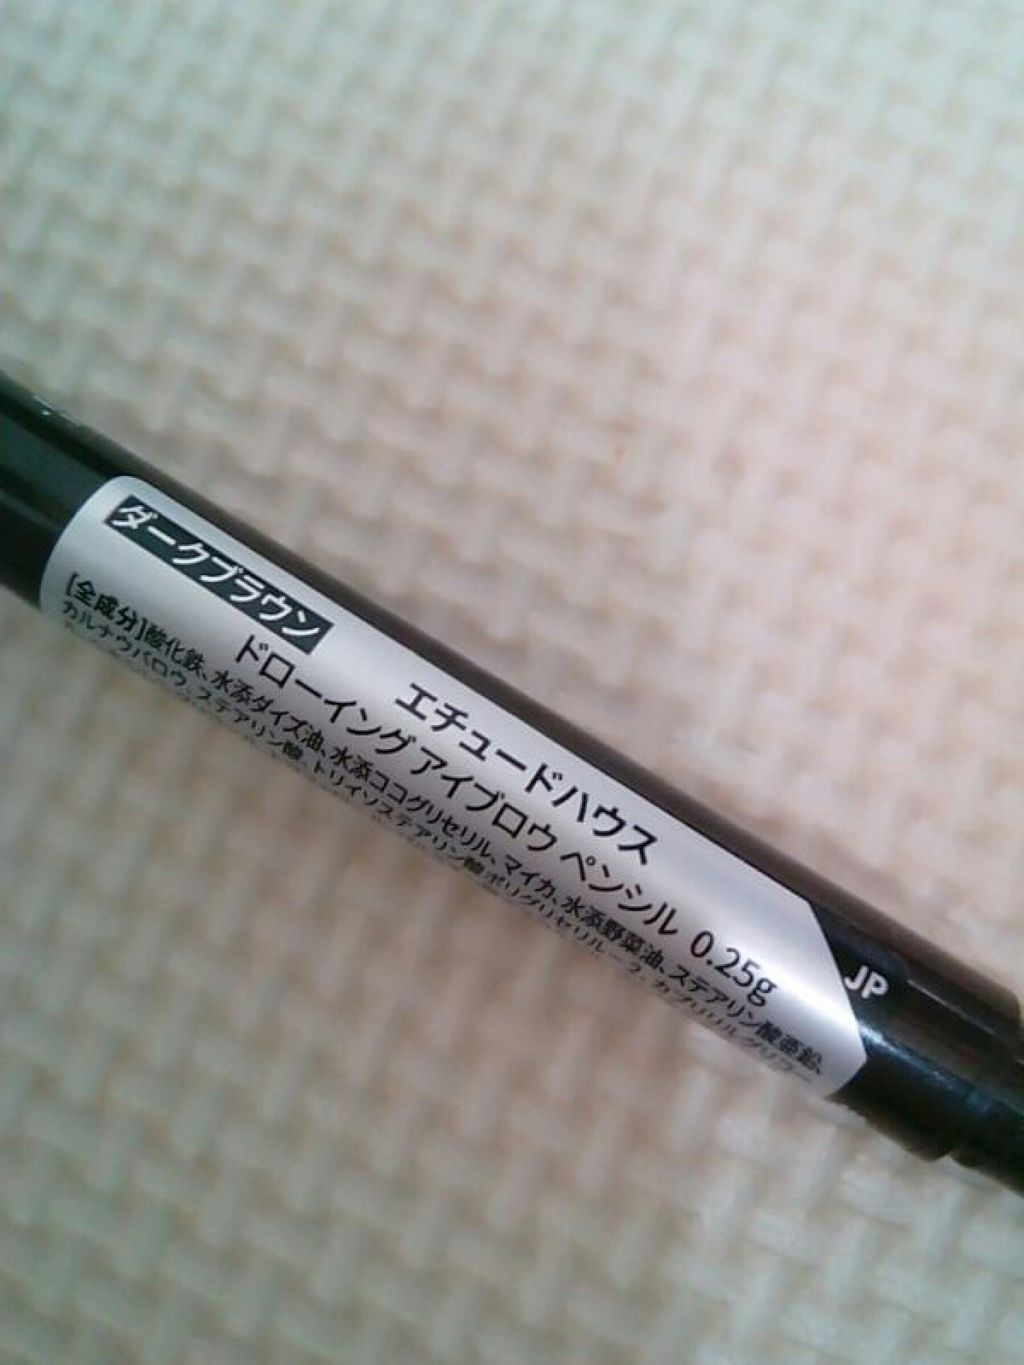 ダークブラウン
エチュードハウス
ドローイング アイブロウ ペンシル 0.25g
[全成分]酸化鉄、水添ダイズ油、水添ココグリセリル、マイカ、水添野菜油、ステアリン酸亜鉛、
カルナウバロウ、ステアリン酸、トリイソステアリン酸ポリグリセリル－2、
JP